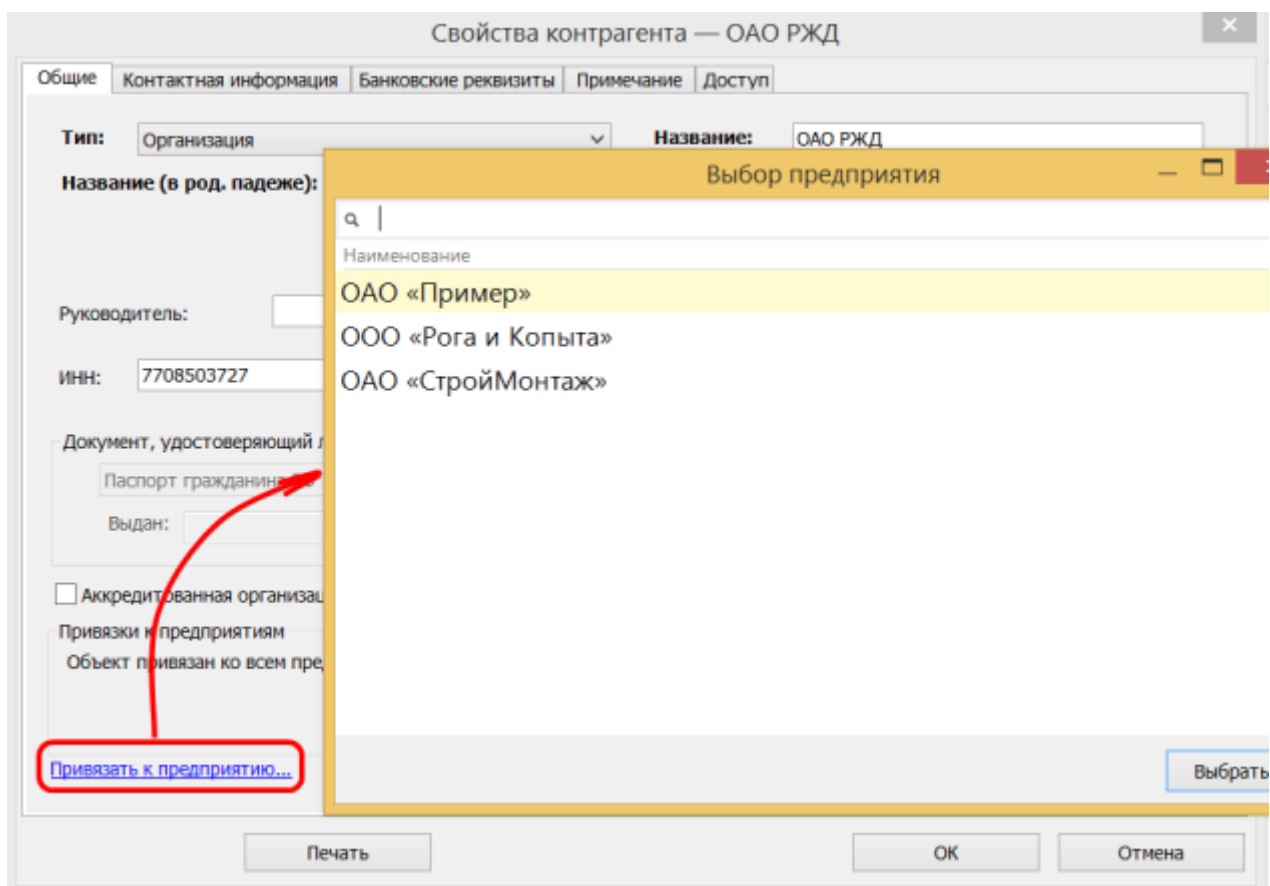 Свойства контрагента — ОАО РЖД
Общие Контактная информация Банковские реквизиты Примечание Доступ
Тип: Организация Название: ОАО РЖД
Название (в род. падеже):
Выбор предприятия
Наименование
ОАО «Пример»
Руководитель:
ООО «Рога и Копыта»
ИНН: 7708503727
ОАО «СтройМонтаж»
Документ, удостоверяющий
Паспорт гражданина
Выдан:
Аккредитованная организац
Привязки к предприятиям
Объект привязан ко всем пре
Привязать к предприятию...
Выбрать
Печать ОК Отмена